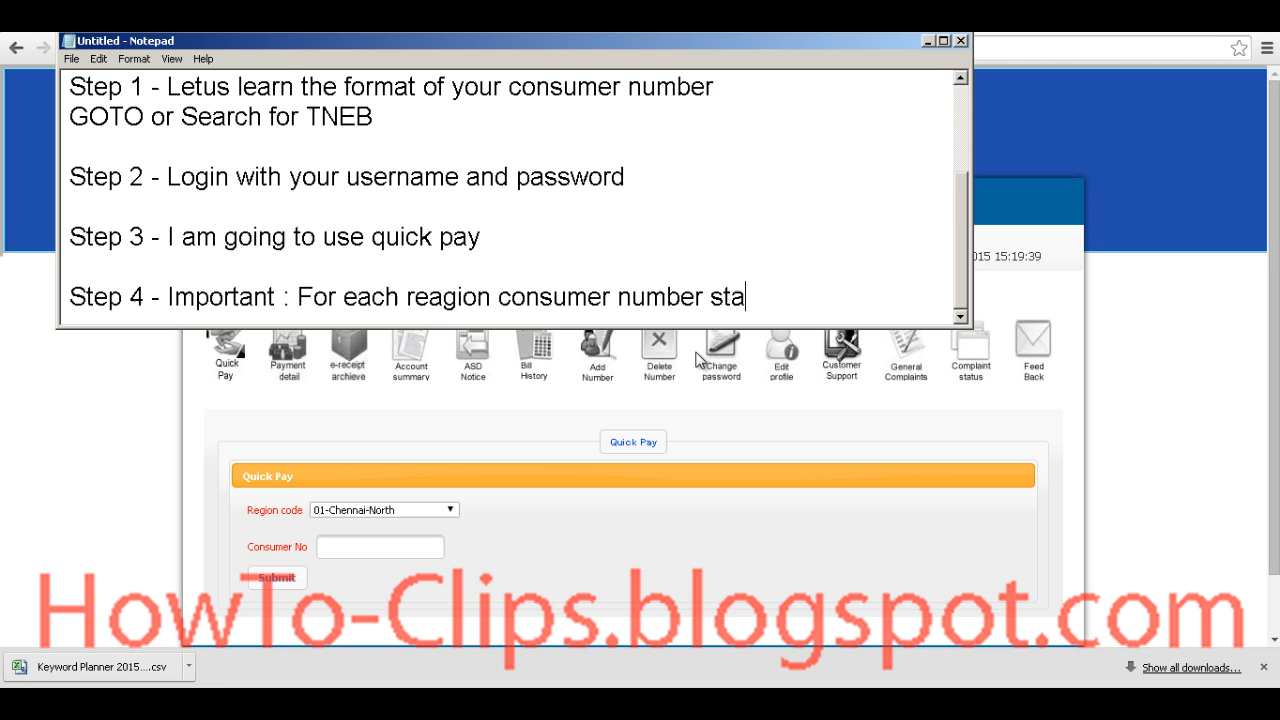 Untitled - Notepad
File Edit Format View Help
Step 1 - Letus learn the format of your consumer number
GOTO or Search for TNEB
Step 2 - Login with your username and password
Step 3 - I am going to use quick pay
Step 4 - Important : For each reagion consumer number sta
015 15:19:39
Quick Pay
Payment detail
e-receipt archieve
Account summary
ASD Notice
Bill History
Add Number
Delete Number
Change password
Edit profile
Customer Support
General Complaints
Complaint status
Feed Back
Quick Pay
Quick Pay
Region code 01-Chennai-North
Consumer No
Submit
HowTo-Clips.blogspot.com
Keyword Planner 2015....csv
Show all downloads...